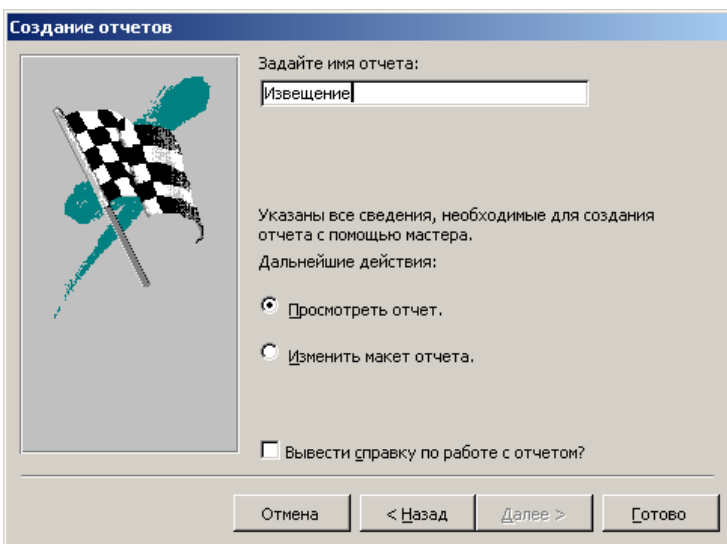 Создание отчетов
Задайте имя отчета:
Извещение
Указаны все сведения, необходимые для создания
отчета с помощью мастера.
Дальнейшие действия:
Просмотреть отчет.
Изменить макет отчета.
Вывести справку по работе с отчетом?
Отмена
< Назад
Далее >
Готово